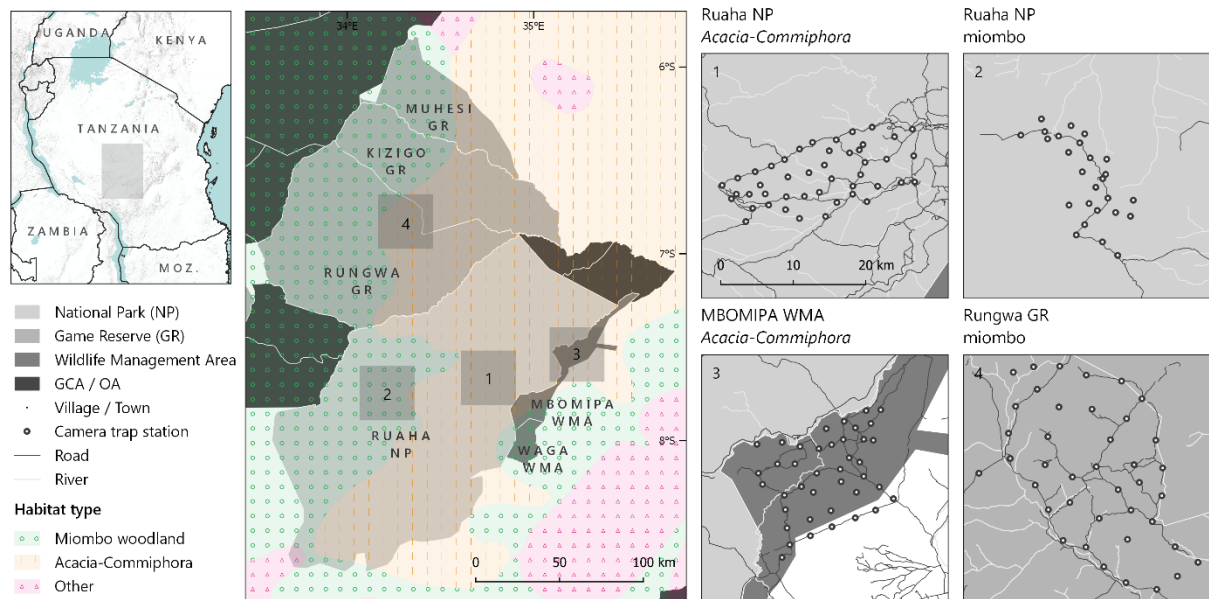 UGANDA
KENYA
TANZANIA
ZAMBIA
MOZ.
National Park (NP)
Game Reserve (GR)
Wildlife Management Area
GCA / OA
Village / Town
Camera trap station
Road
River
Habitat type
Miombo woodland
Acacia-Commiphora
Other
34°E
35°E
6°S
7°S
8°S
MUHESI
GR
KIZIGO
GR
4
RUNGWA
GR
3
1
2
MBOMIPA
WMA
RUAHA
NP
WAGA
WMA
0 50 100 km
Ruaha NP
Acacia-Commiphora
1
0 10 20 km
Ruaha NP
miombo
2
MBOMIPA WMA
Acacia-Commiphora
3
Rungwa GR
miombo
4